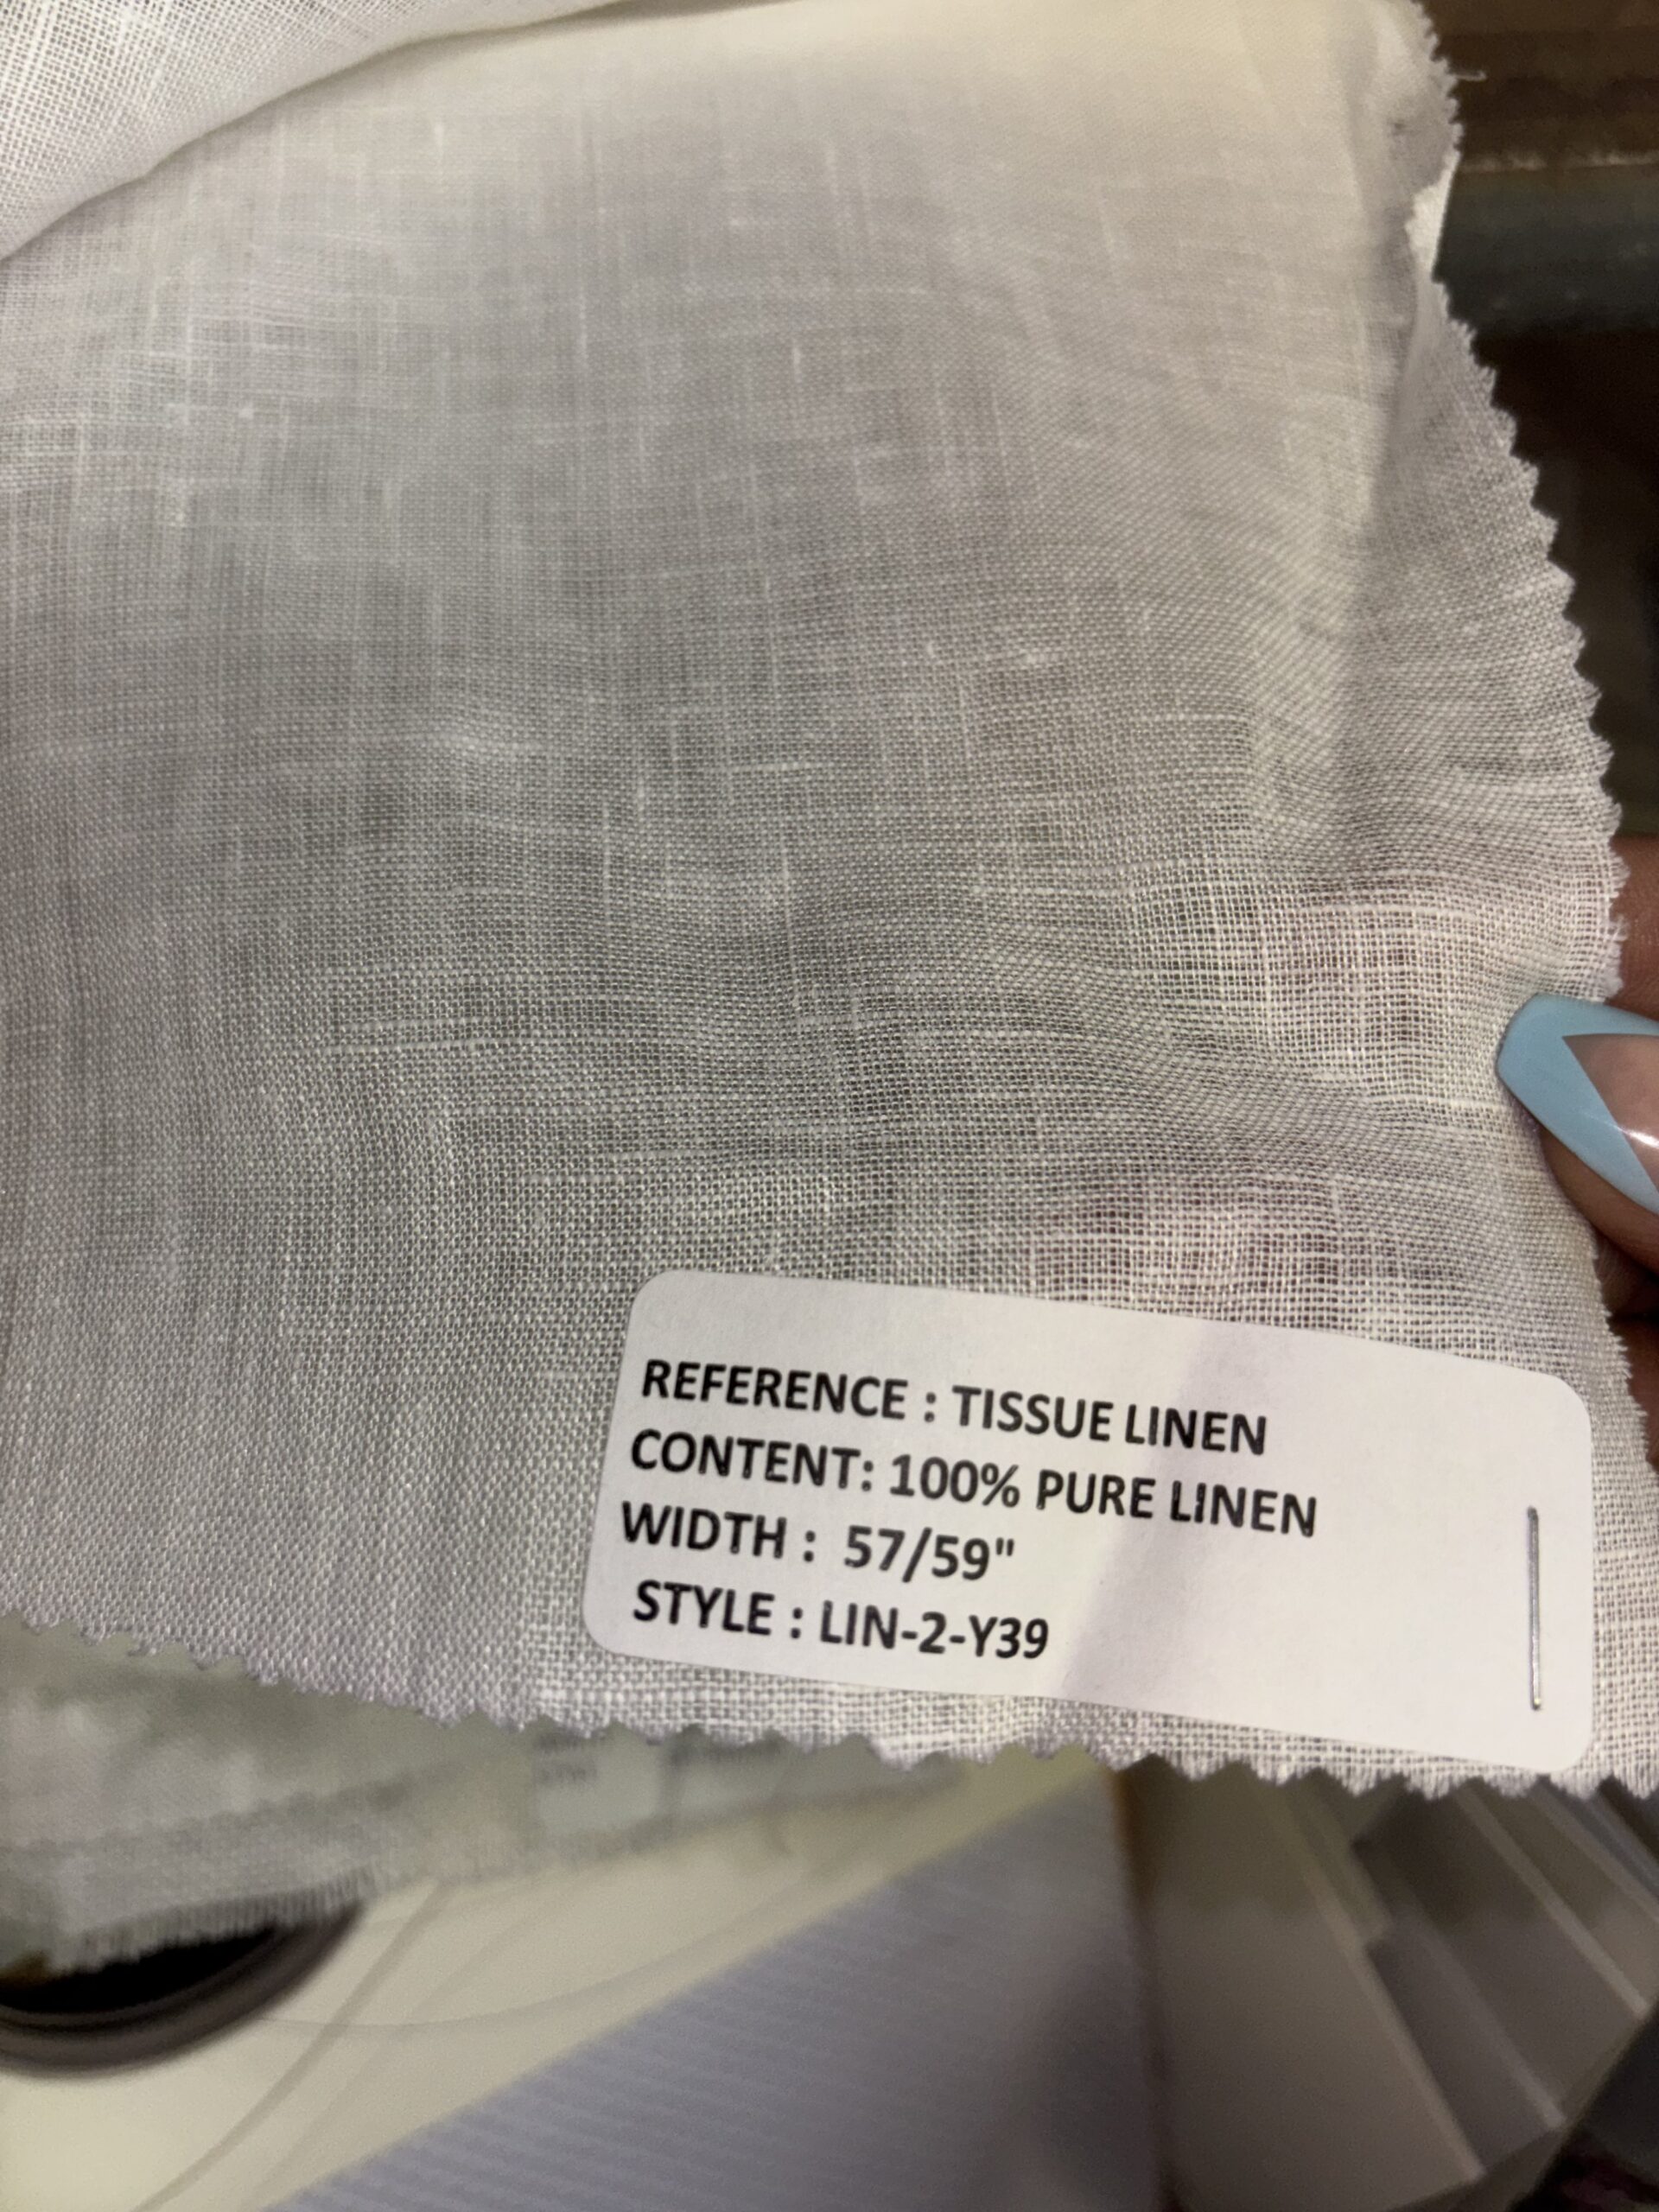 REFERENCE : TISSUE LINEN
CONTENT: 100% PURE LINEN
WIDTH : 57/59"
STYLE : LIN-2-Y39